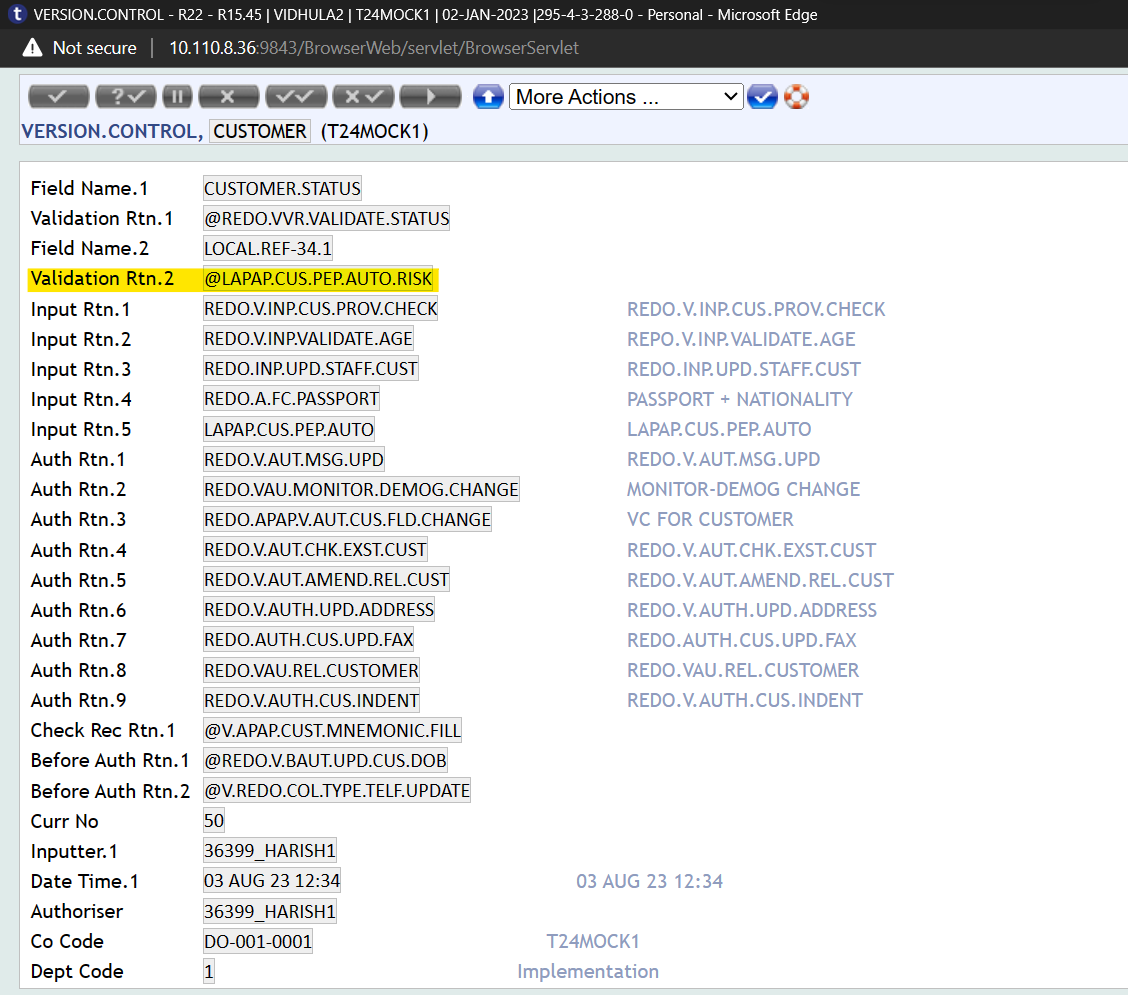 VERSION.CONTROL - R22 - R15.45 | VIDHULA2 | T24MOCK1 | 02-JAN-2023 |295-4-3-288-0 - Personal - Microsoft Edge
Not secure | 10.110.8.36:9843/BrowserWeb/servlet/BrowserServlet
More Actions ...
VERSION.CONTROL, CUSTOMER (T24MOCK1)
Field Name.1 CUSTOMER.STATUS
Validation Rtn.1 @REDO.VVR.VALIDATE.STATUS
Field Name.2 LOCAL.REF-34.1
Validation Rtn.2 @LAPAP.CUS.PEP.AUTO.RISK
Input Rtn.1 REDO.V.INP.CUS.PROV.CHECK REDO.V.INP.CUS.PROV.CHECK
Input Rtn.2 REDO.V.INP.VALIDATE.AGE REPO.V.INP.VALIDATE.AGE
Input Rtn.3 REDO.INP.UPD.STAFF.CUST REDO.INP.UPD.STAFF.CUST
Input Rtn.4 REDO.A.FC.PASSPORT PASSPORT + NATIONALITY
Input Rtn.5 LAPAP.CUS.PEP.AUTO LAPAP.CUS.PEP.AUTO
Auth Rtn.1 REDO.V.AUT.MSG.UPD REDO.V.AUT.MSG.UPD
Auth Rtn.2 REDO.VAU.MONITOR.DEMOG.CHANGE MONITOR-DEMOG CHANGE
Auth Rtn.3 REDO.APAP.V.AUT.CUS.FLD.CHANGE VC FOR CUSTOMER
Auth Rtn.4 REDO.V.AUT.CHK.EXST.CUST REDO.V.AUT.CHK.EXST.CUST
Auth Rtn.5 REDO.V.AUT.AMEND.REL.CUST REDO.V.AUT.AMEND.REL.CUST
Auth Rtn.6 REDO.V.AUTH.UPD.ADDRESS REDO.V.AUTH.UPD.ADDRESS
Auth Rtn.7 REDO.AUTH.CUS.UPD.FAX REDO.AUTH.CUS.UPD.FAX
Auth Rtn.8 REDO.VAU.REL.CUSTOMER REDO.VAU.REL.CUSTOMER
Auth Rtn.9 REDO.V.AUTH.CUS.INDENT REDO.V.AUTH.CUS.INDENT
Check Rec Rtn.1 @V.APAP.CUST.MNEMONIC.FILL
Before Auth Rtn.1 @REDO.V.BAUT.UPD.CUS.DOB
Before Auth Rtn.2 @V.REDO.COL.TYPE.TELF.UPDATE
Curr No 50
Inputter.1 36399_HARISH1
Date Time.1 03 AUG 23 12:34 03 AUG 23 12:34
Authoriser 36399_HARISH1
Co Code DO-001-0001 T24MOCK1
Dept Code 1 Implementation